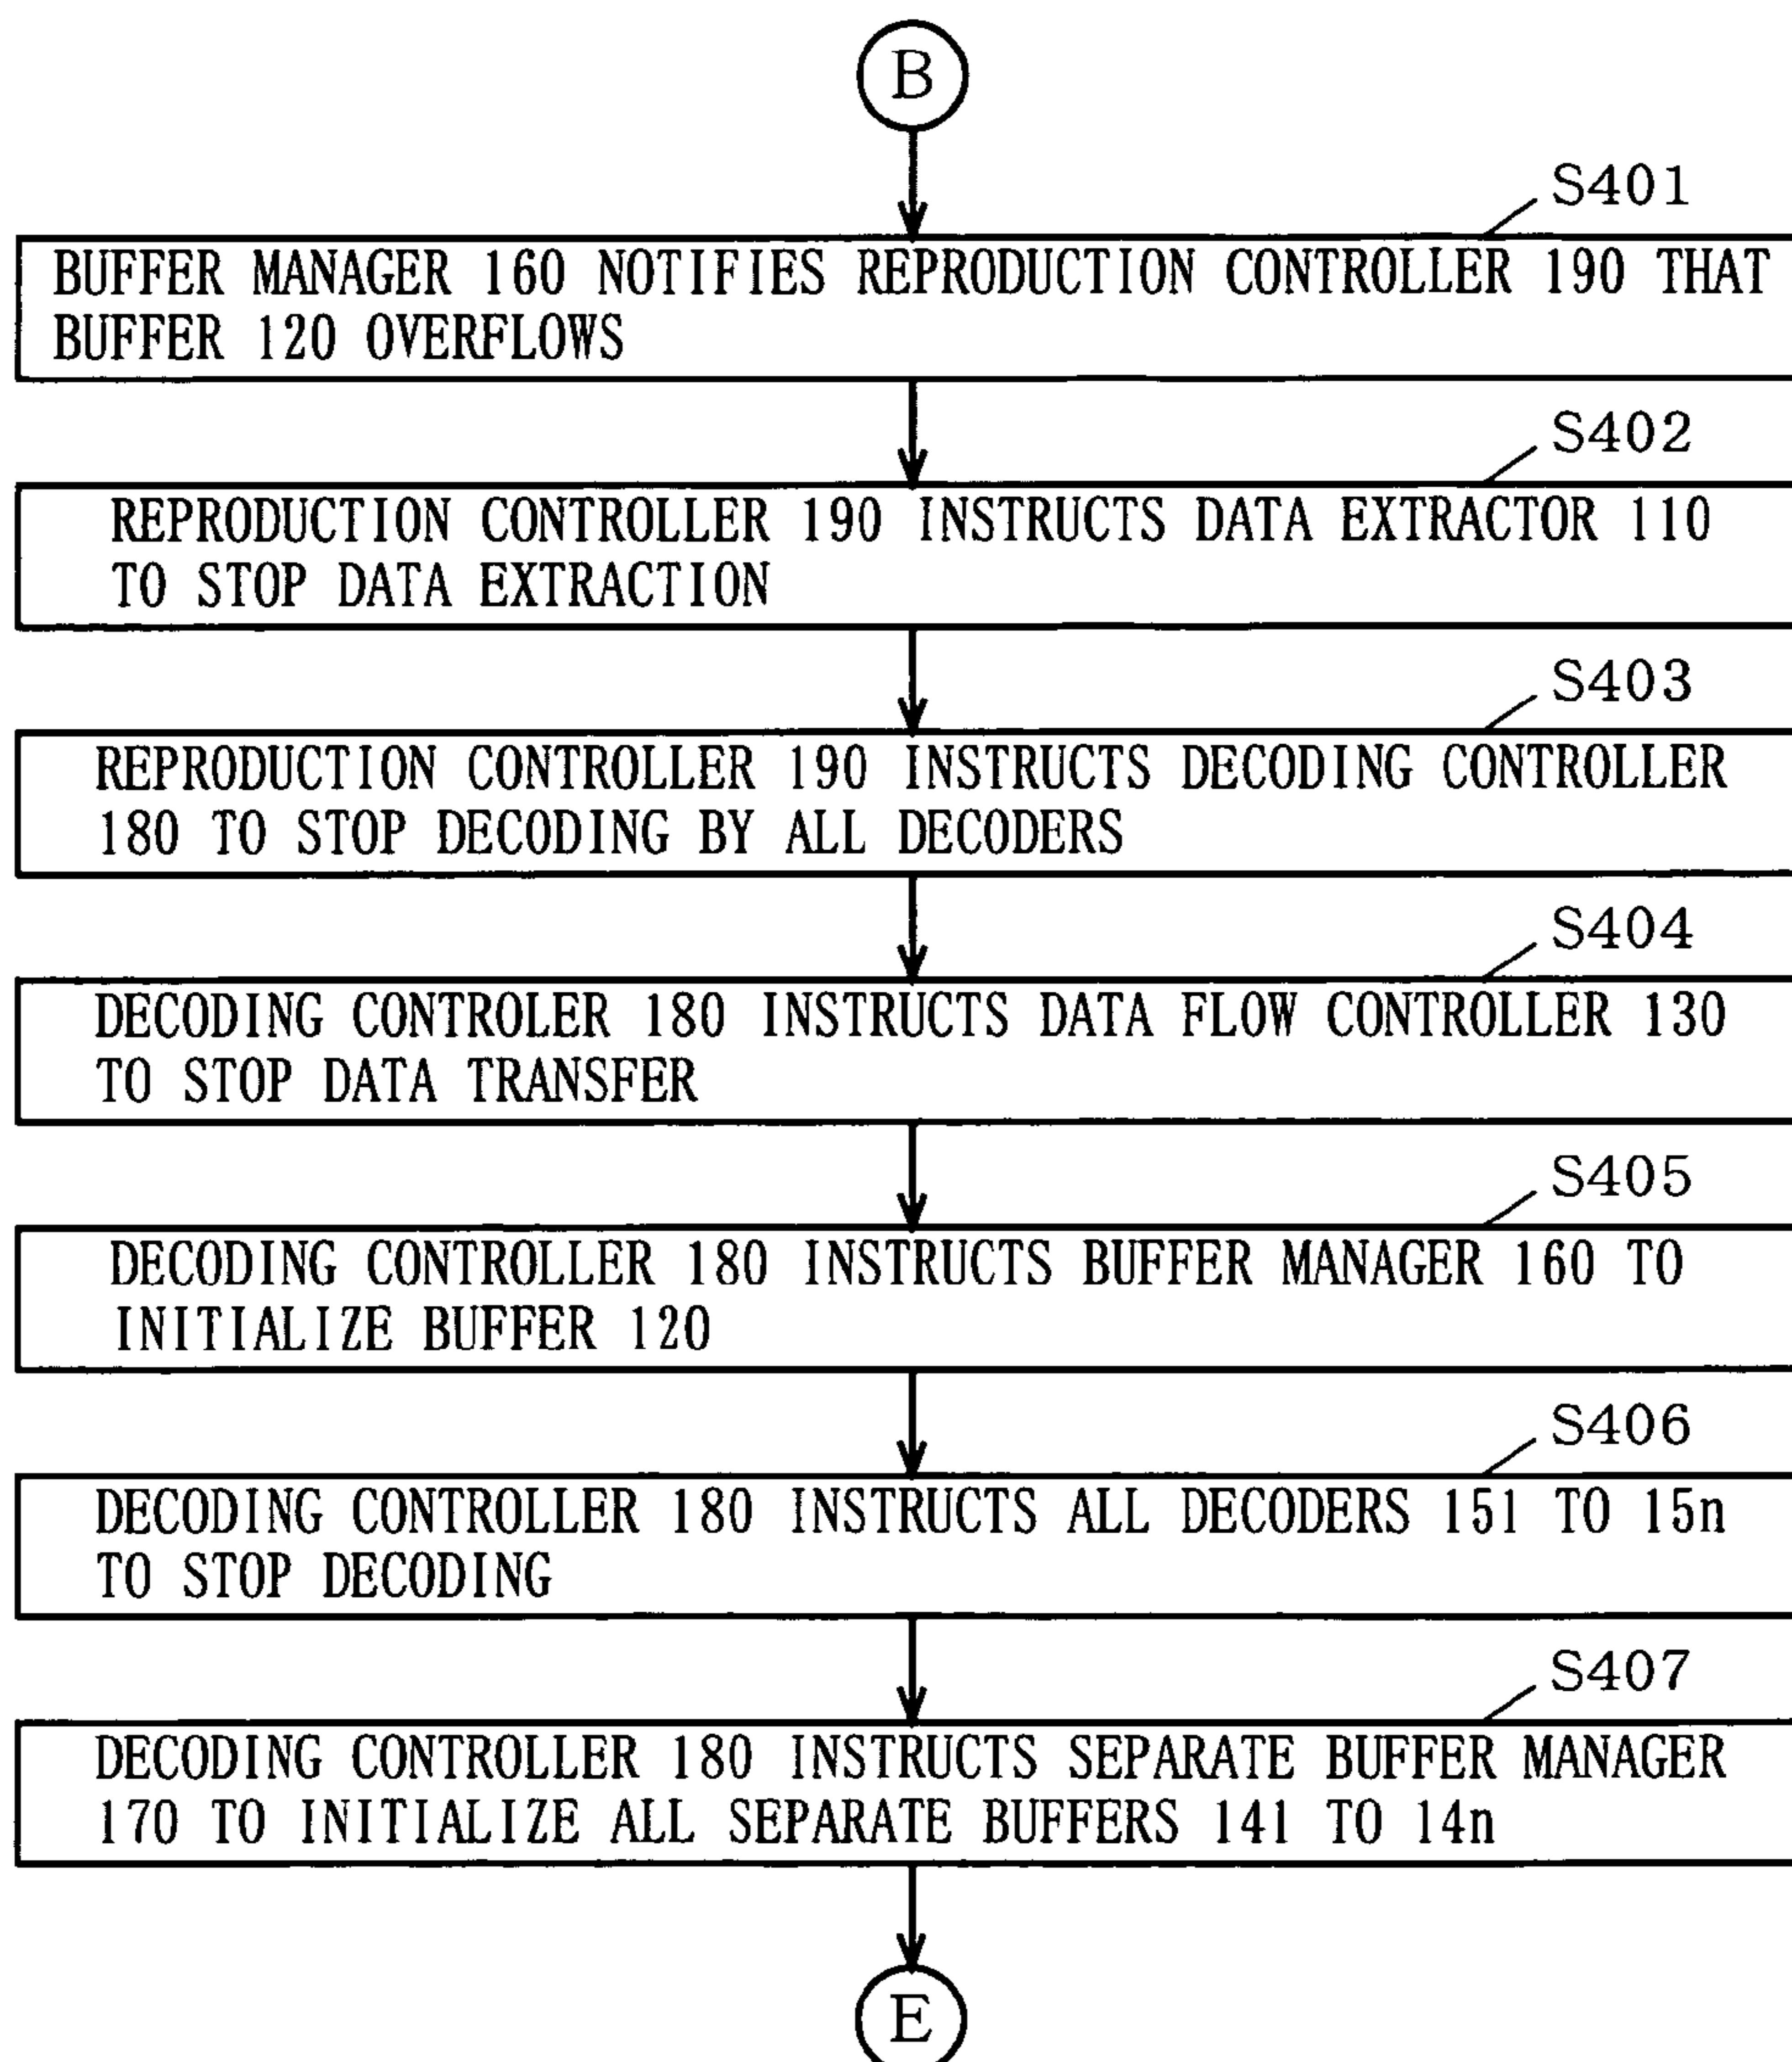 B
S401
BUFFER MANAGER 160 NOTIFIES REPRODUCTION CONTROLLER 190 THAT
BUFFER 120 OVERFLOWS
S402
REPRODUCTION CONTROLLER 190 INSTRUCTS DATA EXTRACTOR 110
TO STOP DATA EXTRACTION
S403
REPRODUCTION CONTROLLER 190 INSTRUCTS DECODING CONTROLLER
180 TO STOP DECODING BY ALL DECODERS
S404
DECODING CONTROLER 180 INSTRUCTS DATA FLOW CONTROLLER 130
TO STOP DATA TRANSFER
S405
DECODING CONTROLLER 180 INSTRUCTS BUFFER MANAGER 160 TO
INITIALIZE BUFFER 120
S406
DECODING CONTROLLER 180 INSTRUCTS ALL DECODERS 151 TO 15n
TO STOP DECODING
S407
DECODING CONTROLLER 180 INSTRUCTS SEPARATE BUFFER MANAGER
170 TO INITIALIZE ALL SEPARATE BUFFERS 141 TO 14n
E